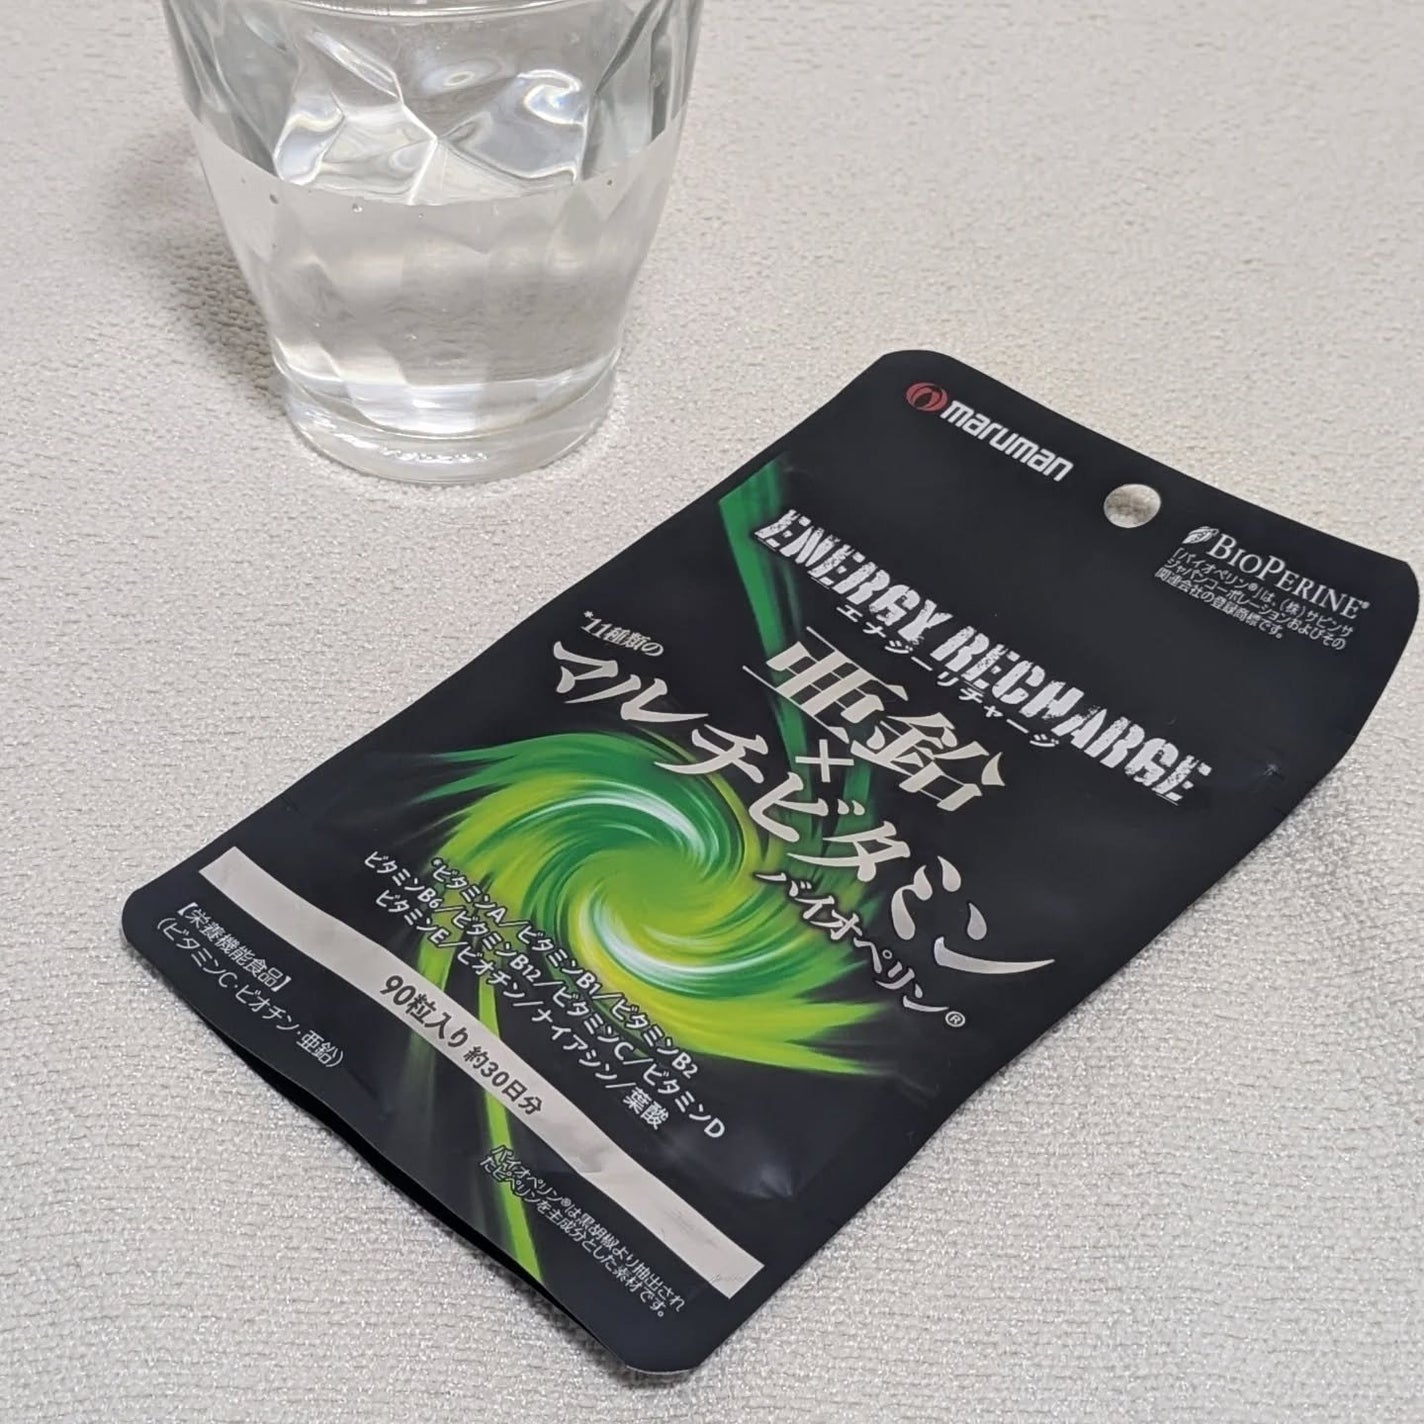 maruman
BIOPERINE®
「バイオペリン®」は、(株)サビンサ
ジャパンコーポレーションおよびその
関連会社の登録商標です。
ENERGY RECHARGE
エナジーリチャージ
亜鉛
×
*11種類の
マルチビタミン
バイオペリン®
*ビタミンA/ビタミンB1/ビタミンB2
ビタミンB6/ビタミンB12/ビタミンC/ビタミンD
ビタミンE/ビオチン/ナイアシン/葉酸
90粒入り 約30日分
【栄養機能食品】
(ビタミンC・ビオチン・亜鉛)
バイオペリン®は黒胡椒より抽出され
たピペリンを主成分とした素材です。